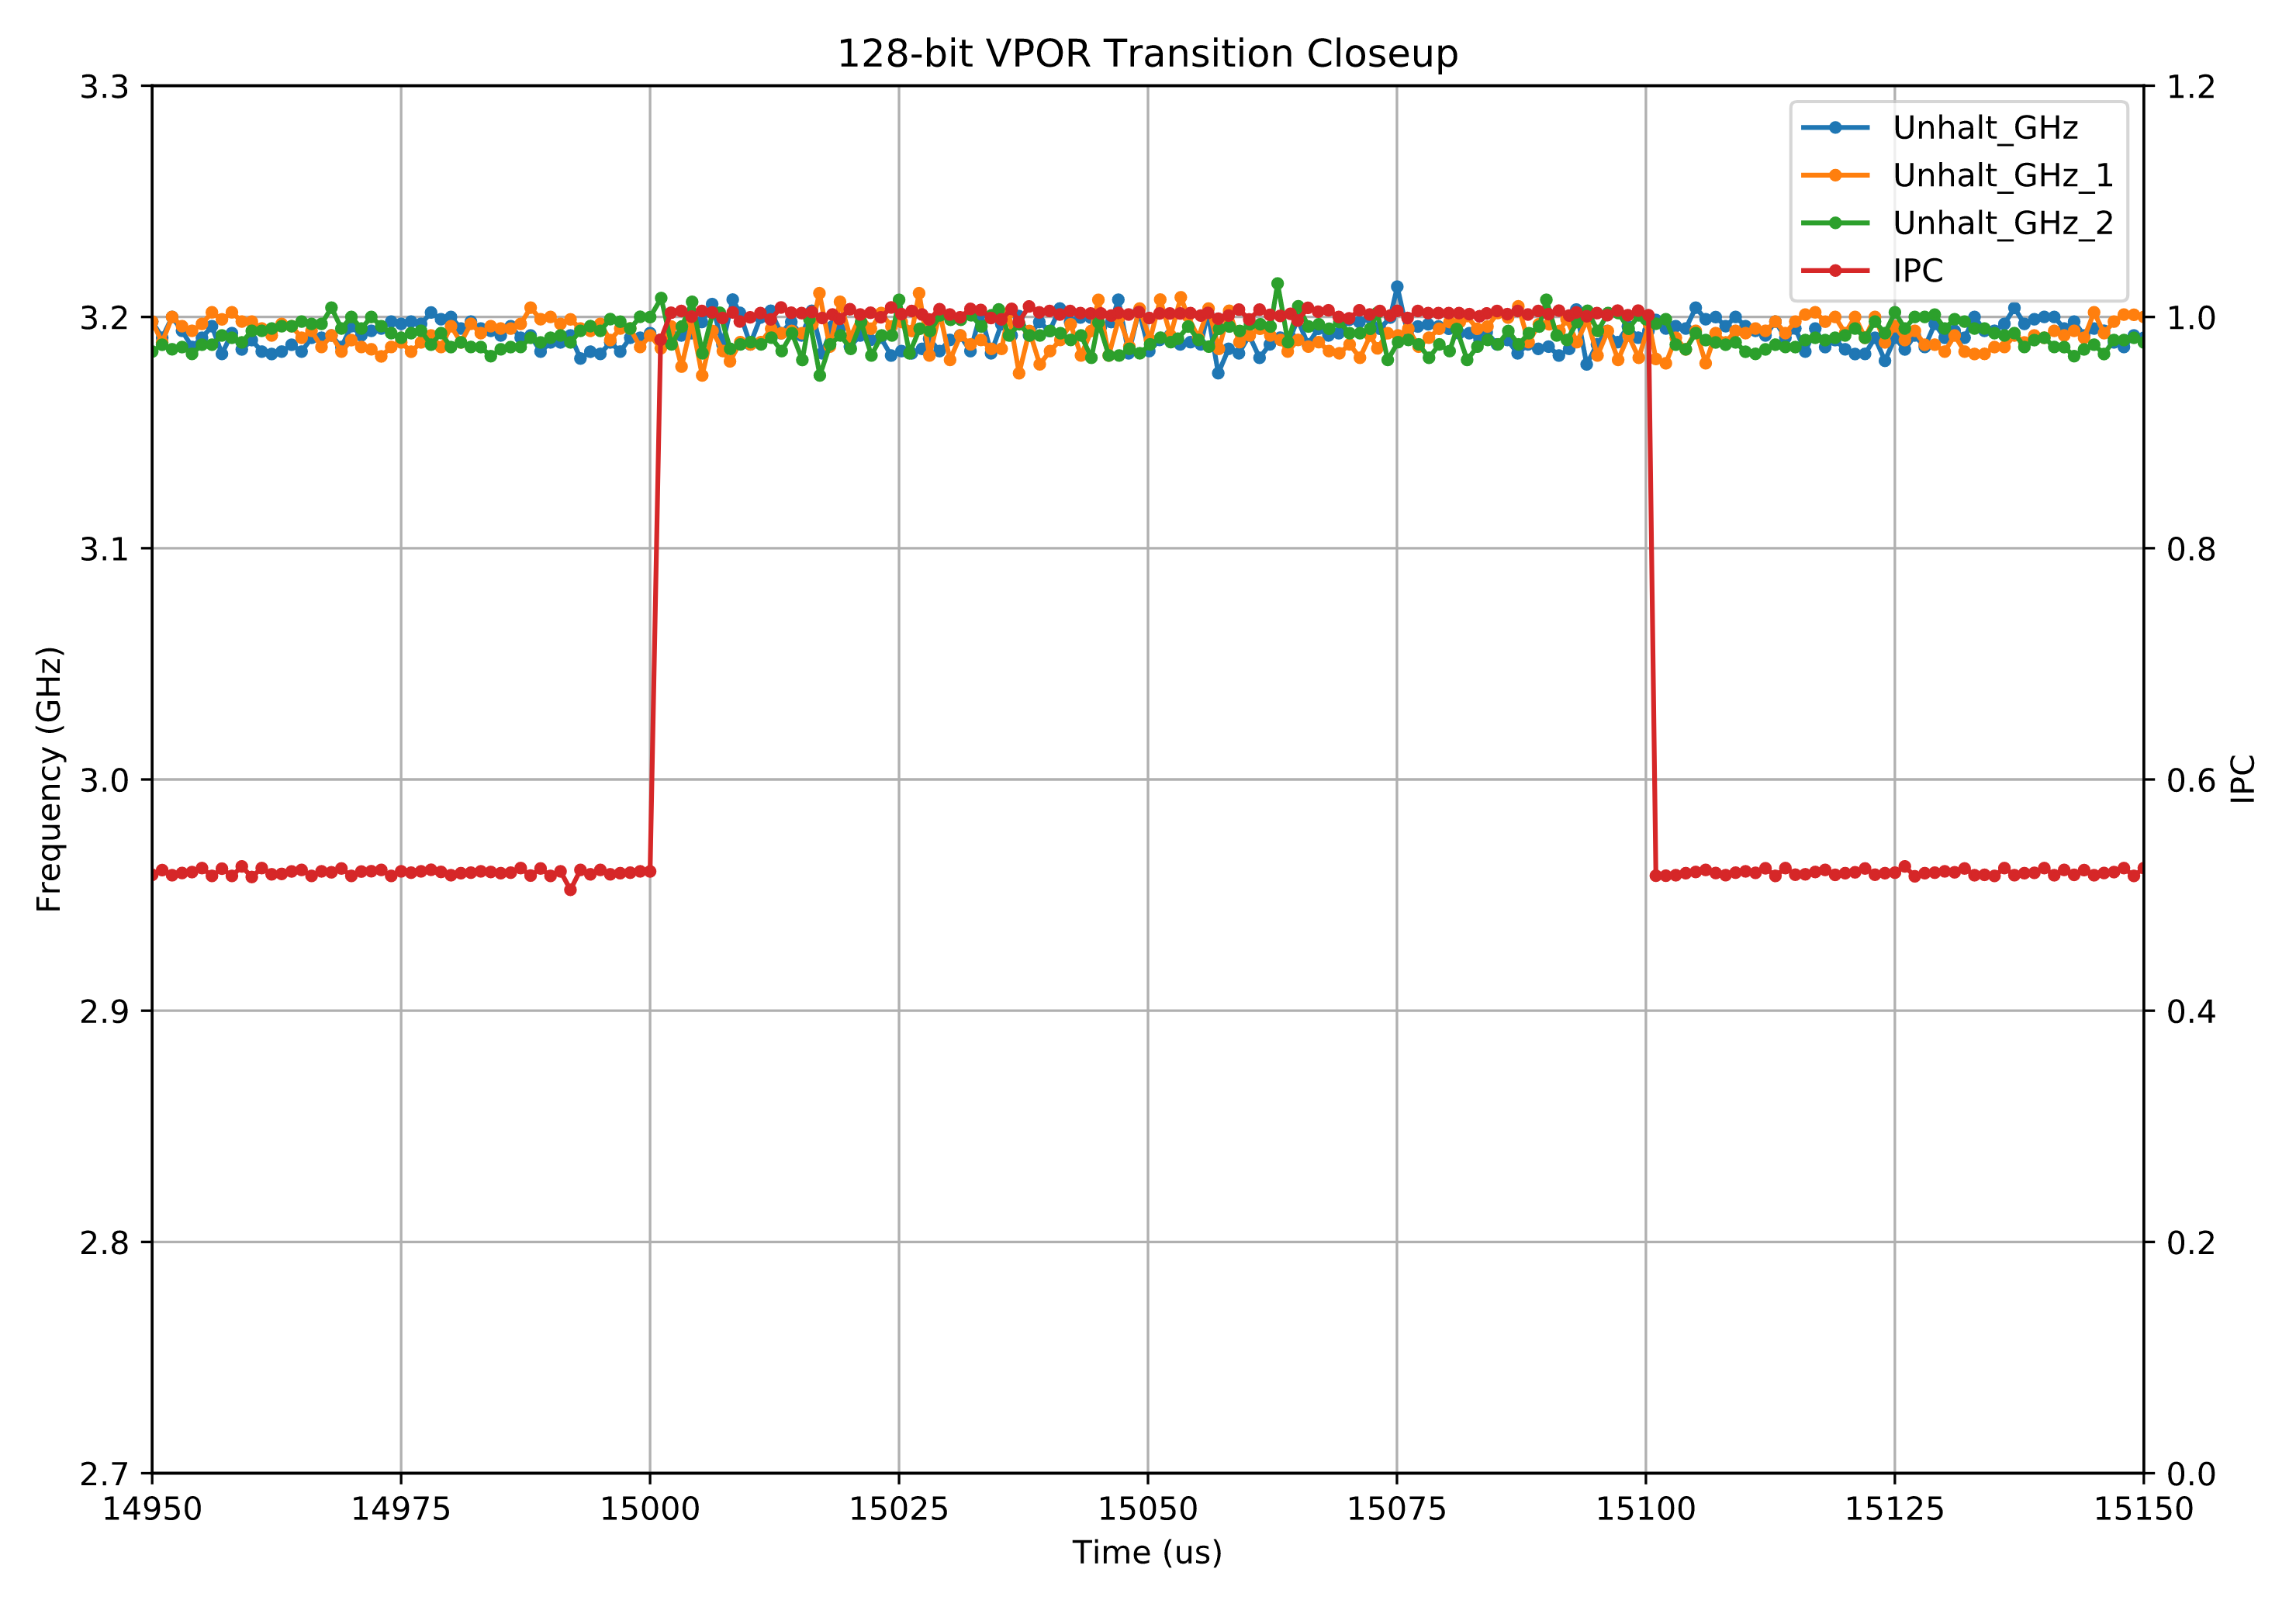 128-bit VPOR Transition Closeup
3.3
3.2
3.1
3.0
2.9
2.8
2.7
Frequency (GHz)
1.2
1.0
0.8
0.6
0.4
0.2
0.0
IPC
Unhalt_GHz
Unhalt_GHz_1
Unhalt_GHz_2
IPC
14950 14975 15000 15025 15050 15075 15100 15125 15150
Time (us)